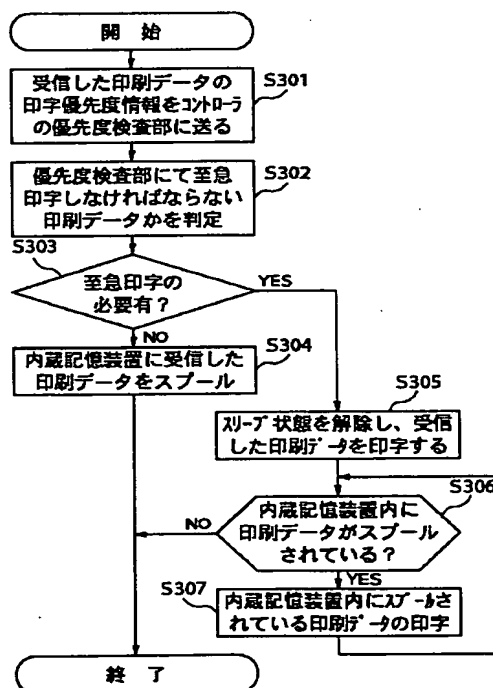 開　始
受信した印刷データの
印字優先度情報をｺﾝﾄﾛｰﾗ
の優先度検査部に送る
S301
優先度検査部にて至急
印字しなければならない
印刷データかを判定
S302
S303
至急印字の
必要有？
YES
NO
内蔵記憶装置に受信した
印刷データをスプール
S304
S305
ｽﾘｰﾌﾟ状態を解除し、受信
した印刷ﾃﾞｰﾀを印字する
S306
内蔵記憶装置内に
印刷データがスプール
されている？
NO
YES
S307
内蔵記憶装置内にｽﾌﾟｰﾙさ
れている印刷ﾃﾞｰﾀの印字
終　了